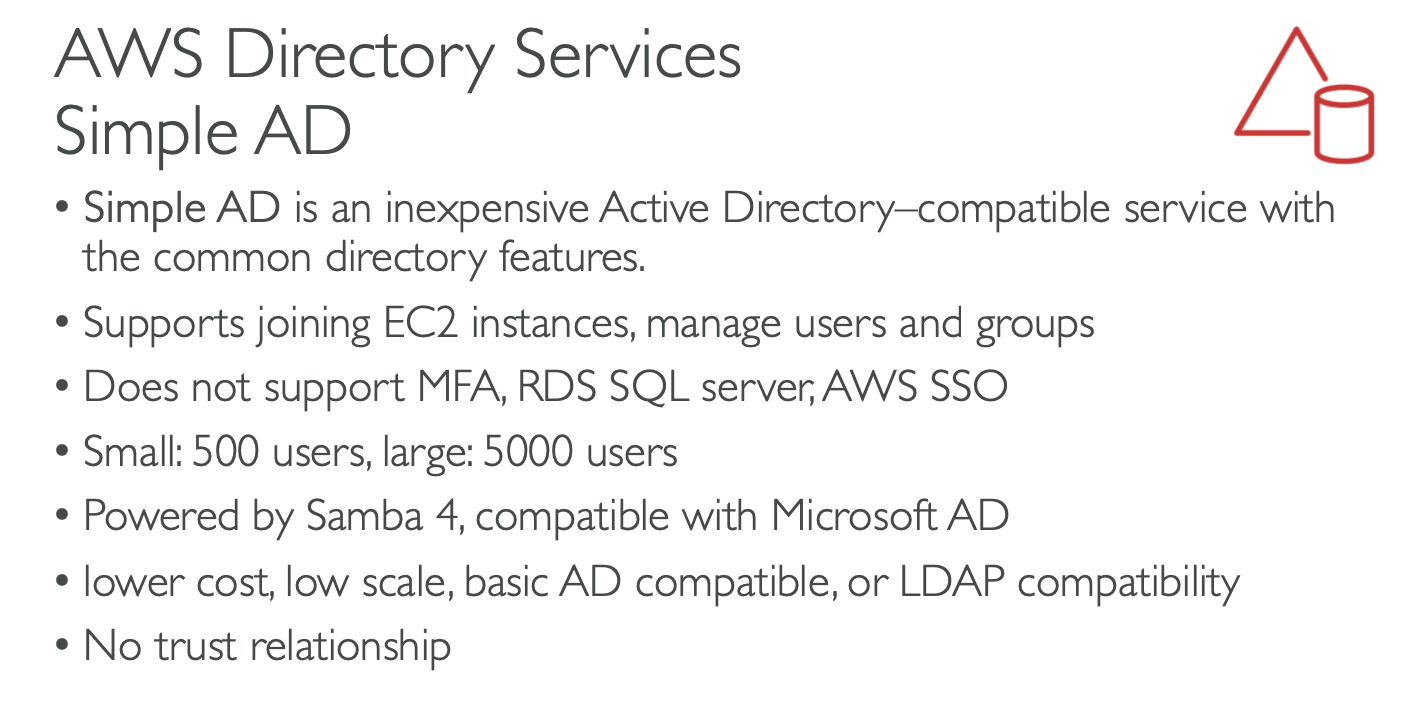 AWS Directory Services
Simple AD
• Simple AD is an inexpensive Active Directory–compatible service with
the common directory features.
• Supports joining EC2 instances, manage users and groups
• Does not support MFA, RDS SQL server, AWS SSO
• Small: 500 users, large: 5000 users
• Powered by Samba 4, compatible with Microsoft AD
• lower cost, low scale, basic AD compatible, or LDAP compatibility
• No trust relationship